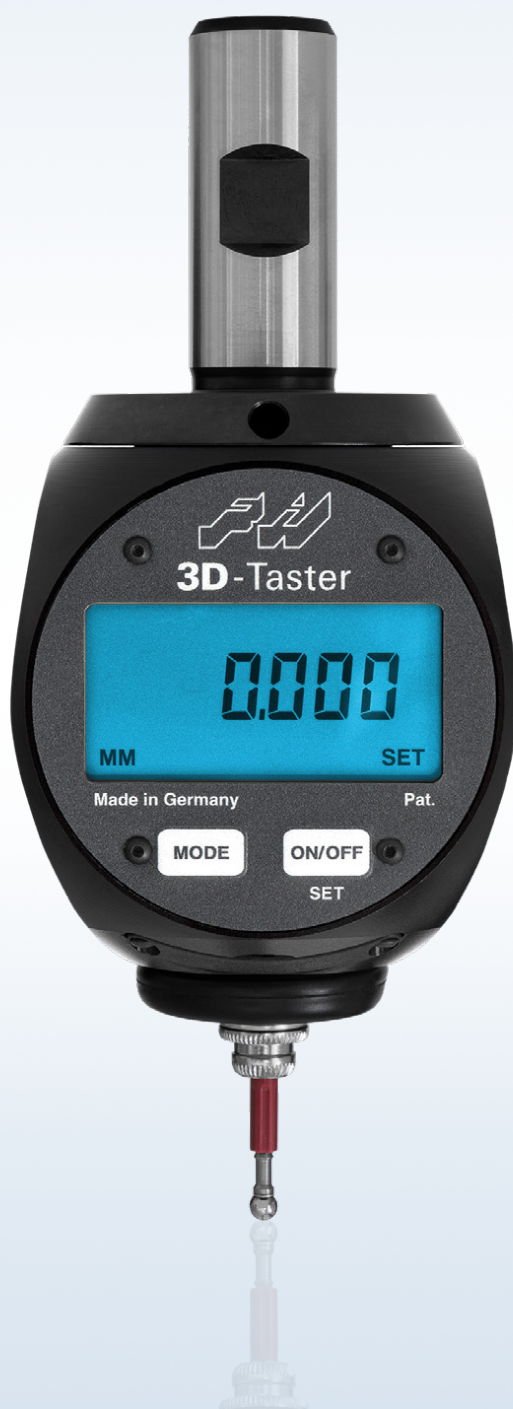 3D-Taster
0.000
MM SET
Made in Germany Pat.
MODE ON/OFF
SET